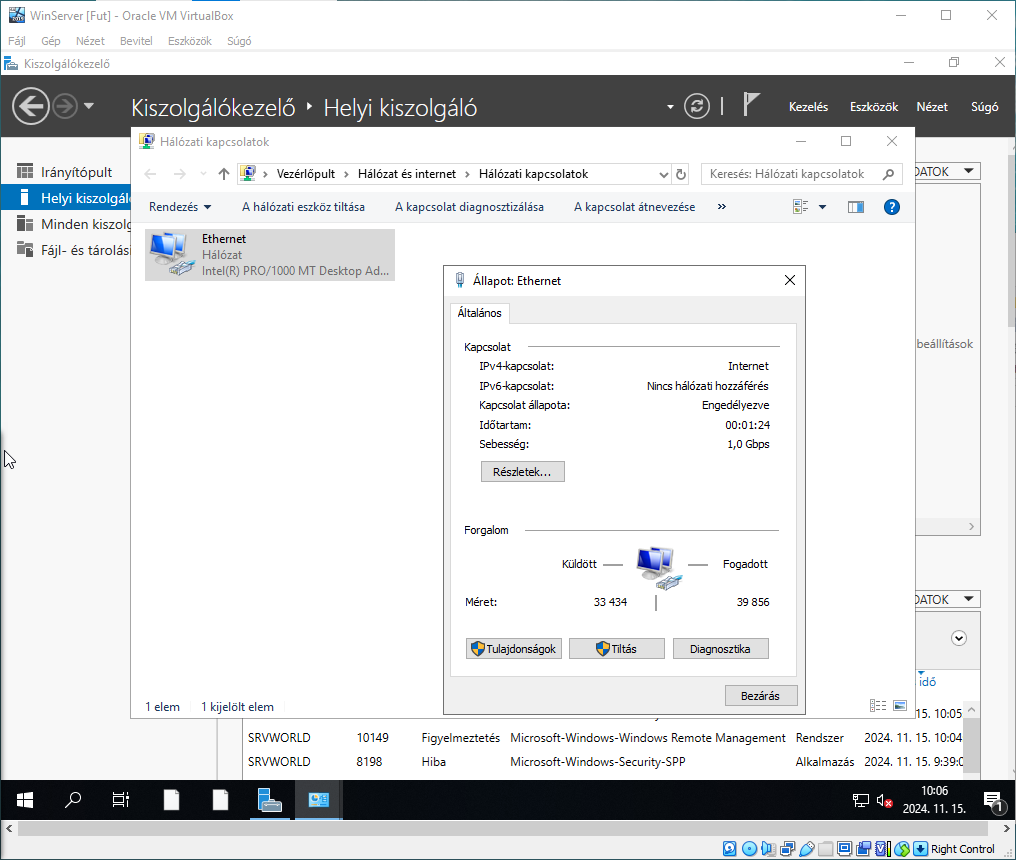 WinServer [Fut] - Oracle VM VirtualBox
Fájl Gép Nézet Bevitel Eszközök Súgó
Kiszolgálókezelő
Kiszolgálókezelő Helyi kiszolgáló
Kezelés Eszközök Nézet Súgó
Irányítópult
Helyi kiszolgáló
Minden kiszolg
Fájl- és tárolási
Hálózati kapcsolatok
Vezérlőpult Hálózat és internet Hálózati kapcsolatok
Keresés: Hálózati kapcsolatok
Rendezés A hálózati eszköz tiltása A kapcsolat diagnosztizálása A kapcsolat átnevezése »
Ethernet
Hálózat
Intel(R) PRO/1000 MT Desktop Ad...
DATOK
beállítások
Állapot: Ethernet
Általános
Kapcsolat
IPv4-kapcsolat: Internet
IPv6-kapcsolat: Nincs hálózati hozzáférés
Kapcsolat állapota: Engedélyezve
Időtartam: 00:01:24
Sebesség: 1,0 Gbps
Részletek...
Forgalom
Küldött Fogadott
Méret: 33 434 39 856
Tulajdonságok Tiltás Diagnosztika
Bezárás
1 elem 1 kijelölt elem
DATOK
idő
15. 10:05
SRVWORLD 10149 Figyelmeztetés Microsoft-Windows-Windows Remote Management Rendszer 2024. 11. 15. 10:04
SRVWORLD 8198 Hiba Microsoft-Windows-Security-SPP Alkalmazás 2024. 11. 15. 9:39:0
10:06
2024. 11. 15.
1
Right Control